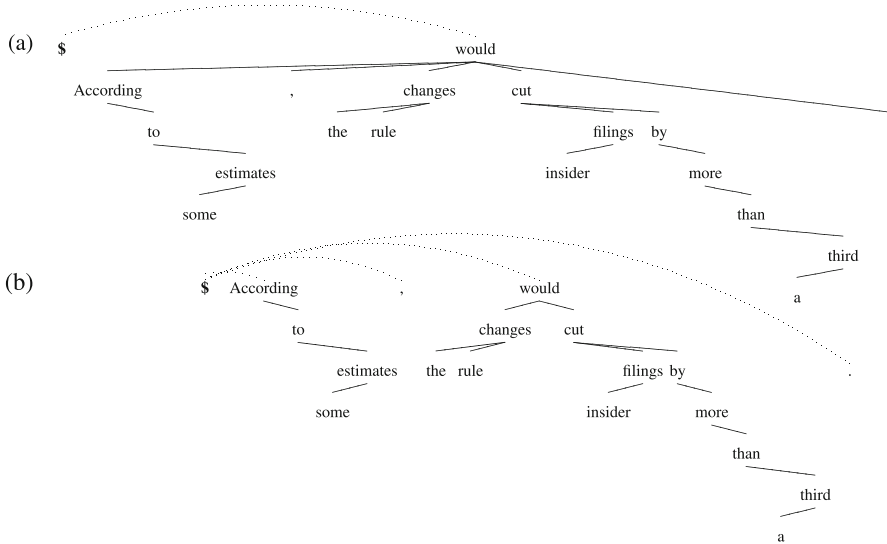 (a) $ would
According , changes cut
to the rule filings by
estimates insider more
some than
third
a
(b) $ According , would
to changes cut
estimates the rule filings by .
some insider more
than
third
a